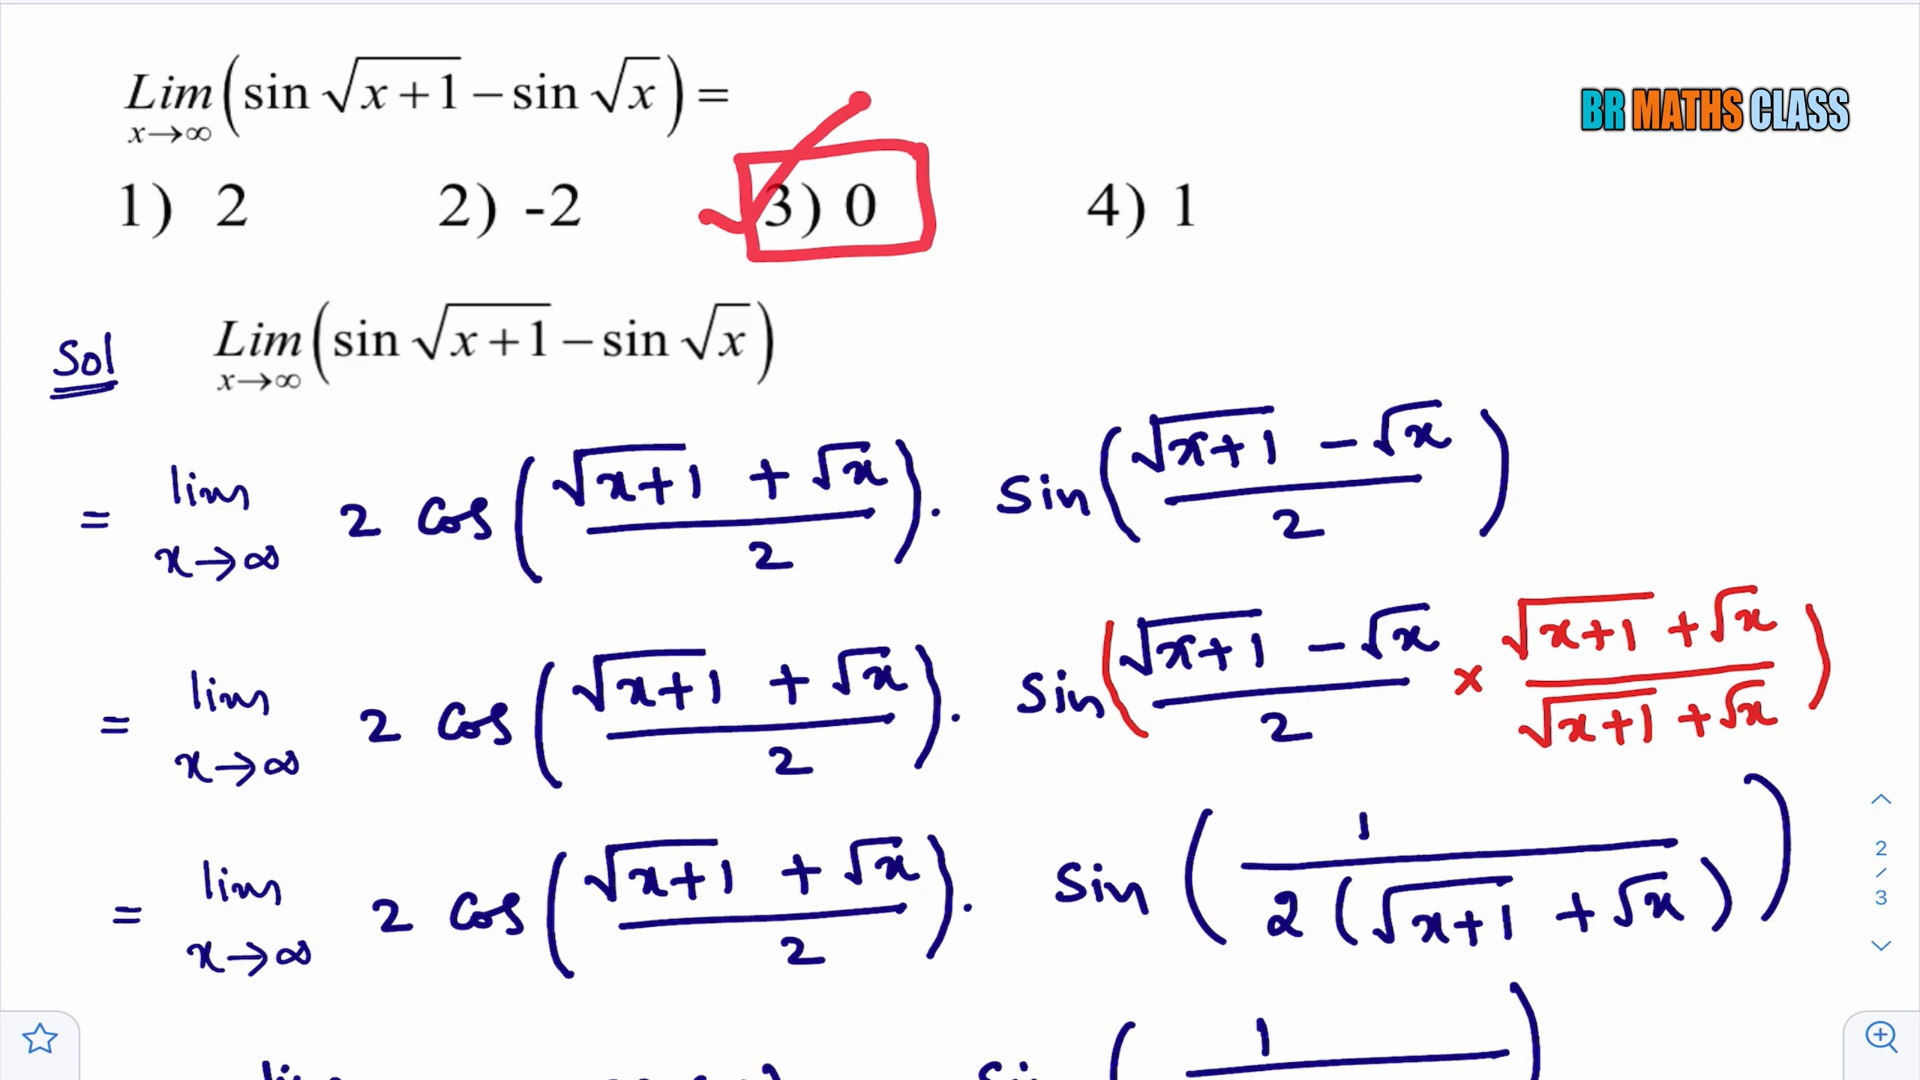 Lim x→∞ (sin √(x+1) − sin √x) =
BR MATHS CLASS
1) 2 2) -2 3) 0 4) 1
Sol Lim x→∞ (sin √(x+1) − sin √x)
= lim x→∞ 2 cos((√(x+1) + √x)/2) . sin((√(x+1) − √x)/2)
= lim x→∞ 2 cos((√(x+1) + √x)/2) . sin((√(x+1) − √x)/2 × (√(x+1) + √x)/(√(x+1) + √x))
= lim x→∞ 2 cos((√(x+1) + √x)/2) . sin(1/(2(√(x+1) + √x)))
2 / 3
1